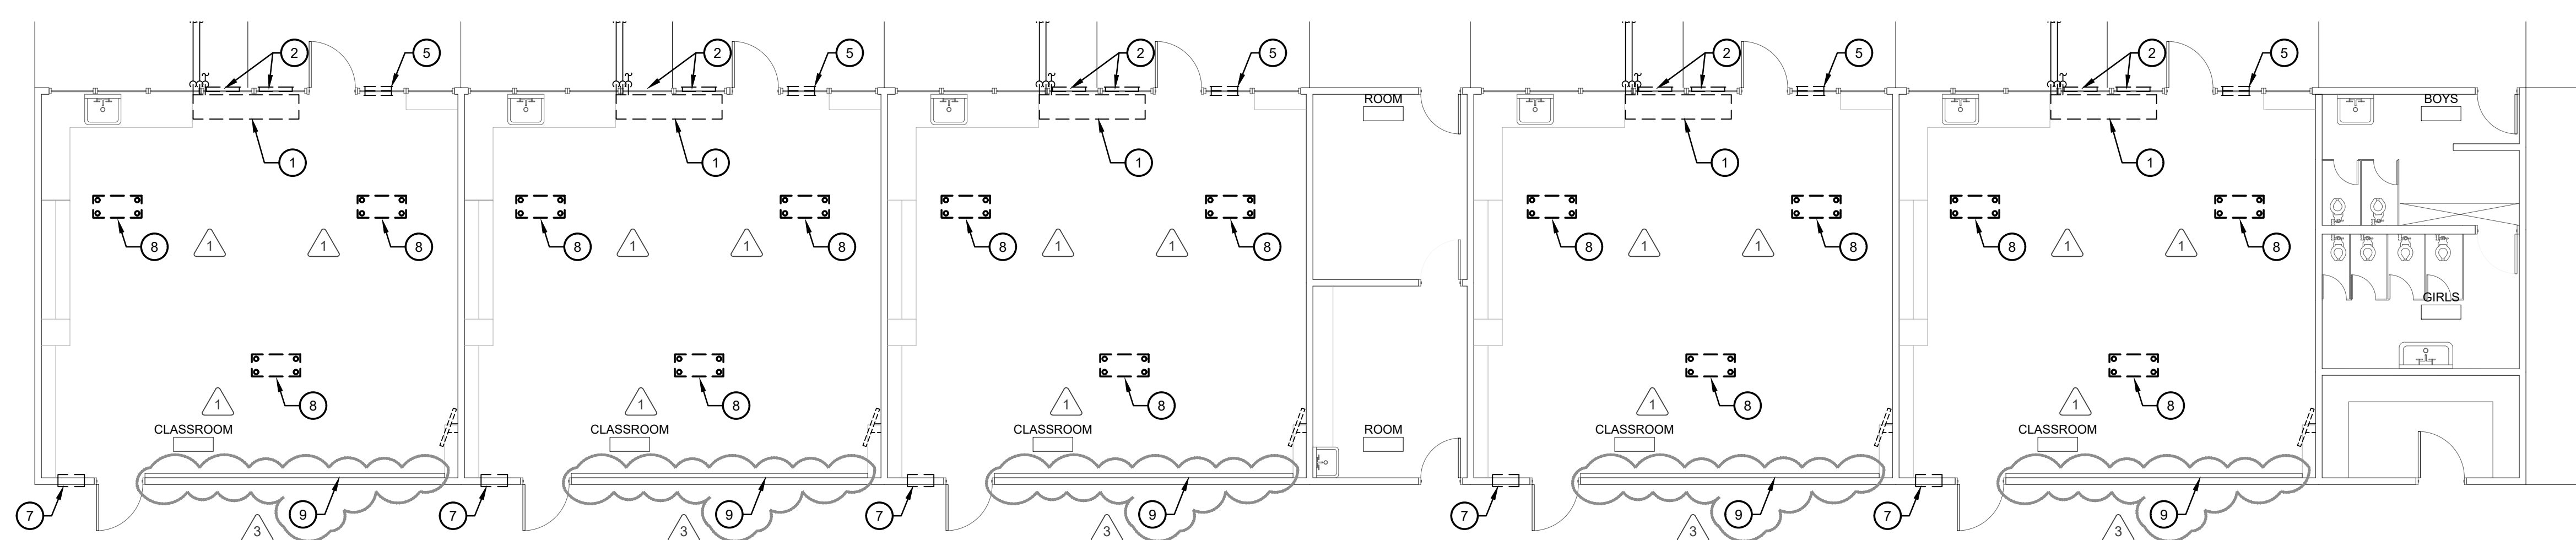 2 5 2 5 2 5 2 5 2 5
ROOM BOYS
1 1 1 1 1
8 8 8 8 8 8 8 8 8 8
1 1 1 1 1 1 1 1 1 1
GIRLS
8 8 8 8 8
1 1 1 1 1
CLASSROOM CLASSROOM CLASSROOM ROOM CLASSROOM CLASSROOM
7 9 7 9 7 9 7 9 7 9
3 3 3 3 3